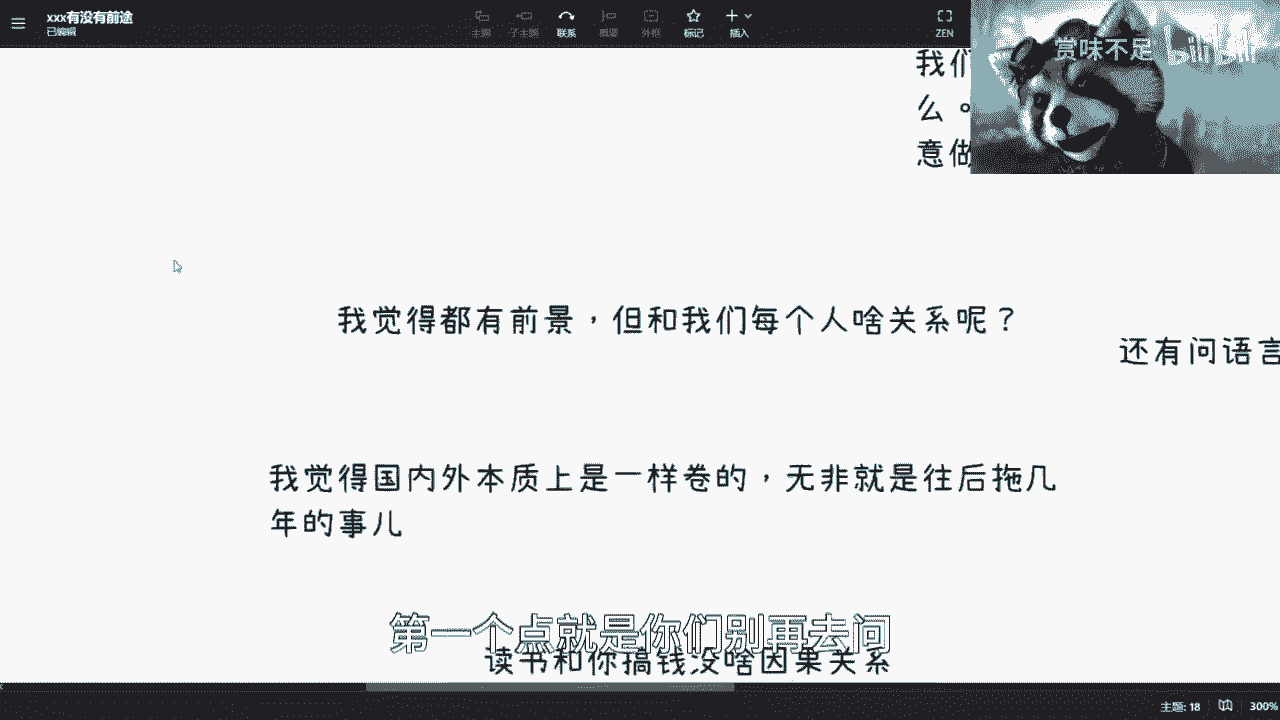 xxx有没有前途
已编辑
主题
子主题
联系
概要
外框
标记
插入
ZEN
赏味不足 bilibili
我们
么。
意做
我觉得都有前景，但和我们每个人啥关系呢？
还有问语言
我觉得国内外本质上是一样卷的，无非就是往后拖几
年的事儿
第一个点就是你们别再去问
读书和你搞钱没啥因果关系
主题: 18
300%